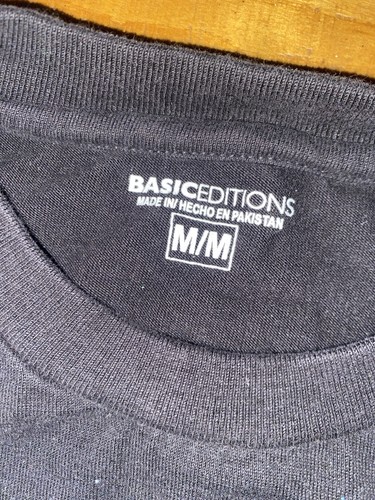 BASICEDITIONS
MADE IN/ HECHO EN PAKISTAN
M/M